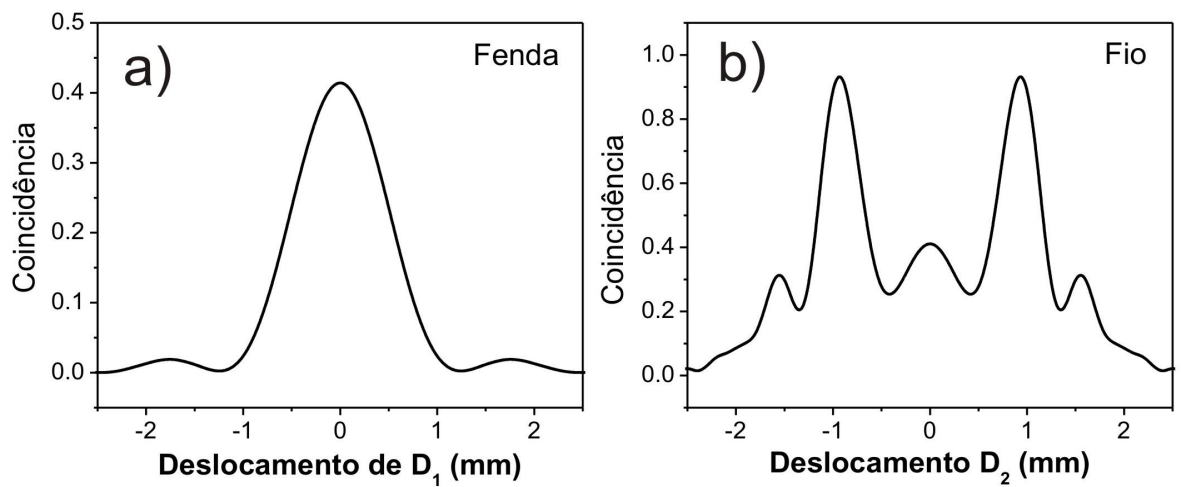 a)
Fenda
Coincidência
0.5
0.4
0.3
0.2
0.1
0.0
-2 -1 0 1 2
Deslocamento de D₁ (mm)
b)
Fio
Coincidência
1.0
0.8
0.6
0.4
0.2
0.0
-2 -1 0 1 2
Deslocamento D₂ (mm)